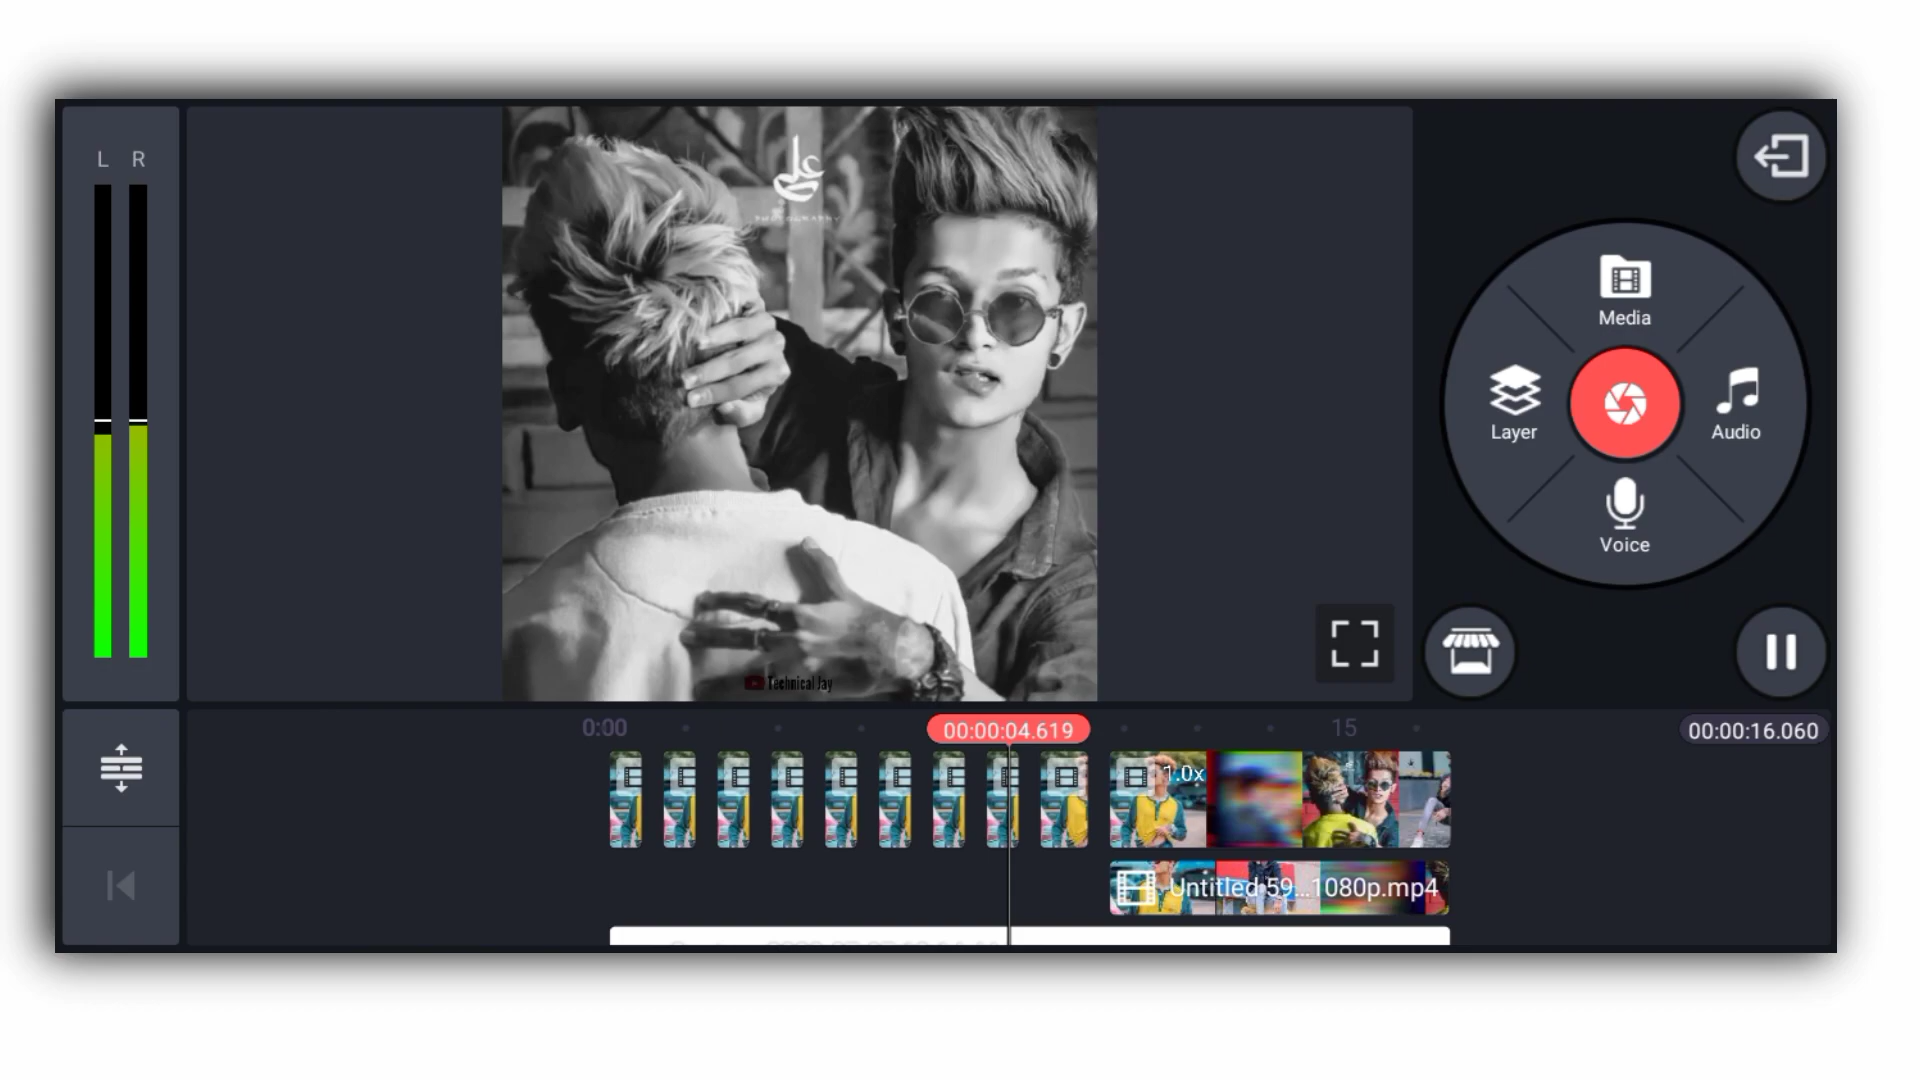 L R
PHOTOGRAPHY
Technical Jay
Media
Layer
Audio
Voice
0:00
00:00:04.619
15
00:00:16.060
1.0x
Untitled 59...1080p.mp4